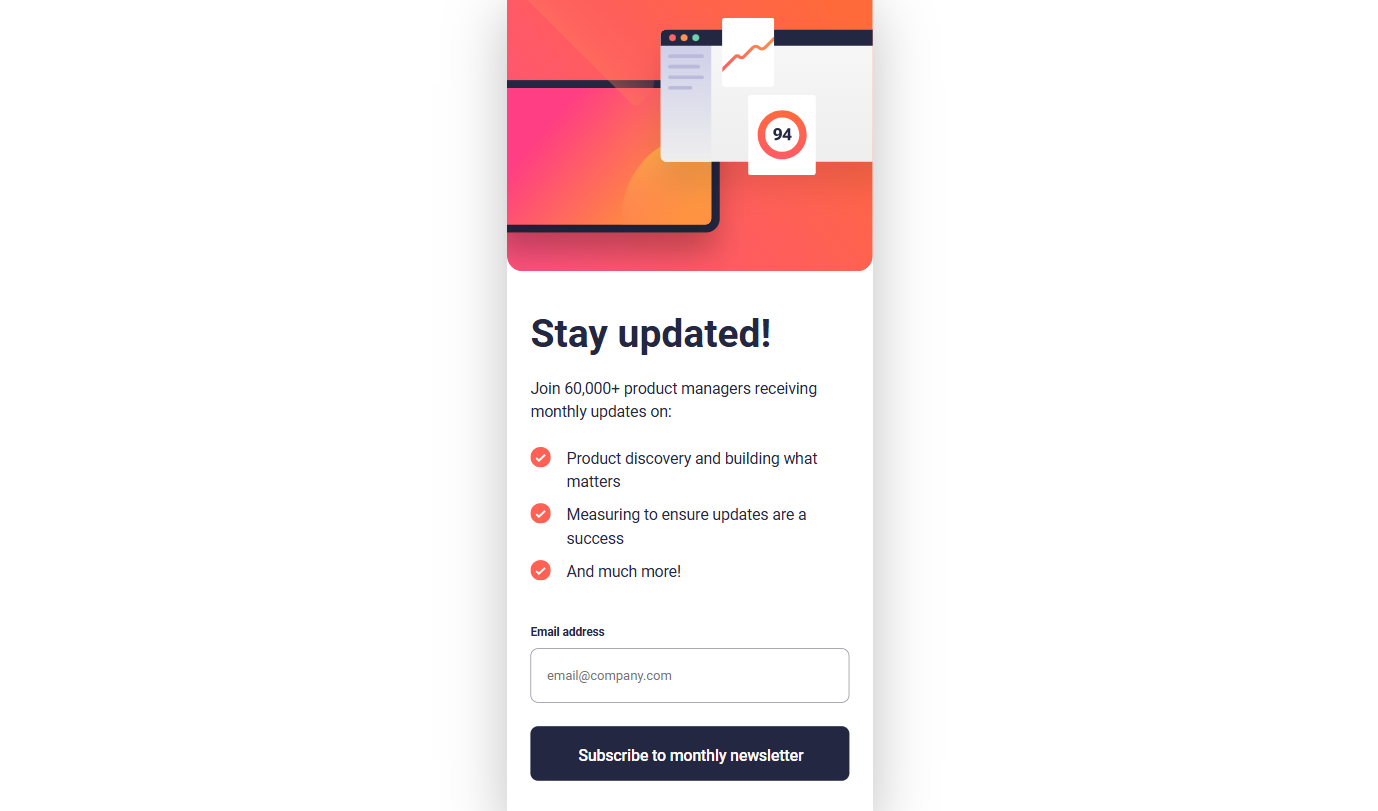 94
Stay updated!
Join 60,000+ product managers receiving
monthly updates on:
Product discovery and building what
matters
Measuring to ensure updates are a
success
And much more!
Email address
email@company.com
Subscribe to monthly newsletter